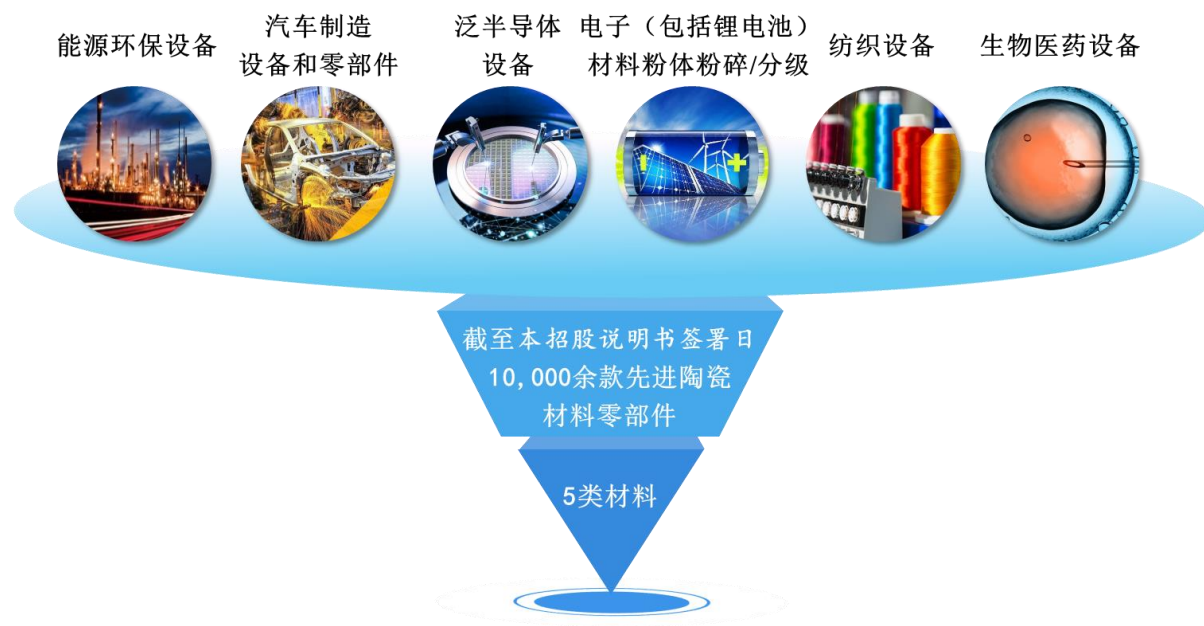 能源环保设备
汽车制造
设备和零部件
泛半导体
设备
电子（包括锂电池）
材料粉体粉碎/分级
纺织设备
生物医药设备
截至本招股说明书签署日
10,000余款先进陶瓷
材料零部件
5类材料